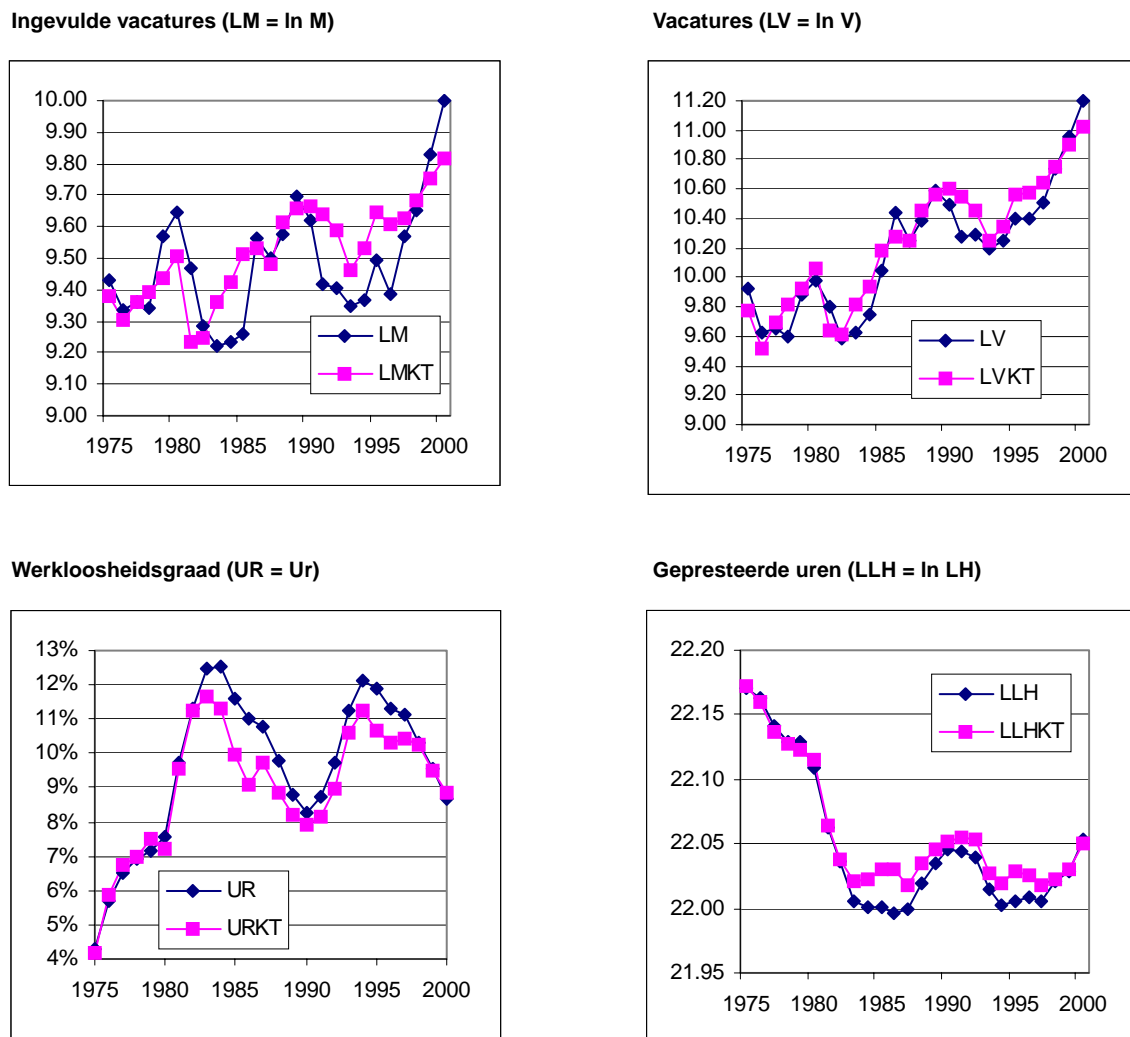 Ingevulde vacatures (LM = ln M)
10.00
9.90
9.80
9.70
9.60
9.50
9.40
9.30
9.20
9.10
9.00
LM
LMKT
1975 1980 1985 1990 1995 2000
Vacatures (LV = ln V)
11.20
11.00
10.80
10.60
10.40
10.20
10.00
9.80
9.60
9.40
9.20
9.00
LV
LVKT
1975 1980 1985 1990 1995 2000
Werkloosheidsgraad (UR = Ur)
13%
12%
11%
10%
9%
8%
7%
6%
5%
4%
UR
URKT
1975 1980 1985 1990 1995 2000
Gepresteerde uren (LLH = ln LH)
22.20
22.15
22.10
22.05
22.00
21.95
LLH
LLHKT
1975 1980 1985 1990 1995 2000